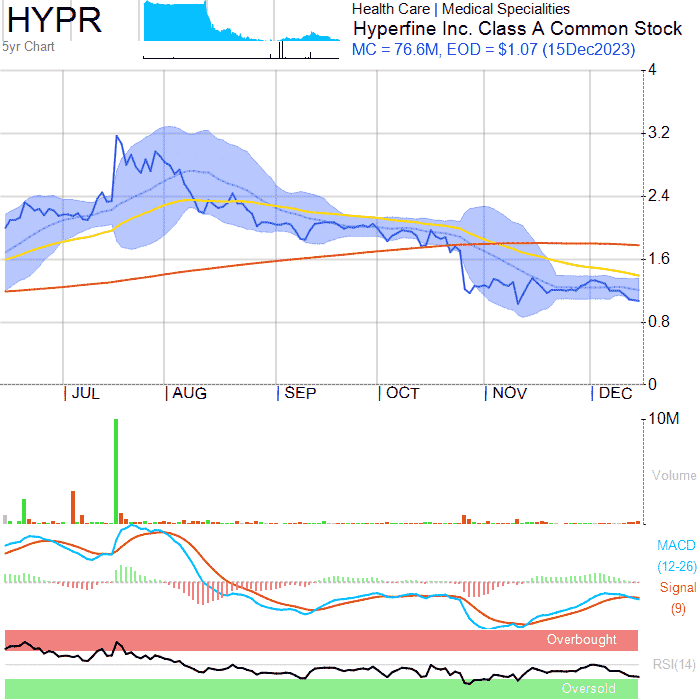 HYPR
5yr Chart
Health Care | Medical Specialities
Hyperfine Inc. Class A Common Stock
MC = 76.6M, EOD = $1.07 (15Dec2023)
4
3.2
2.4
1.6
0.8
0
JUL AUG SEP OCT NOV DEC
10M
Volume
MACD
(12-26)
Signal
(9)
Overbought
RSI(14)
Oversold